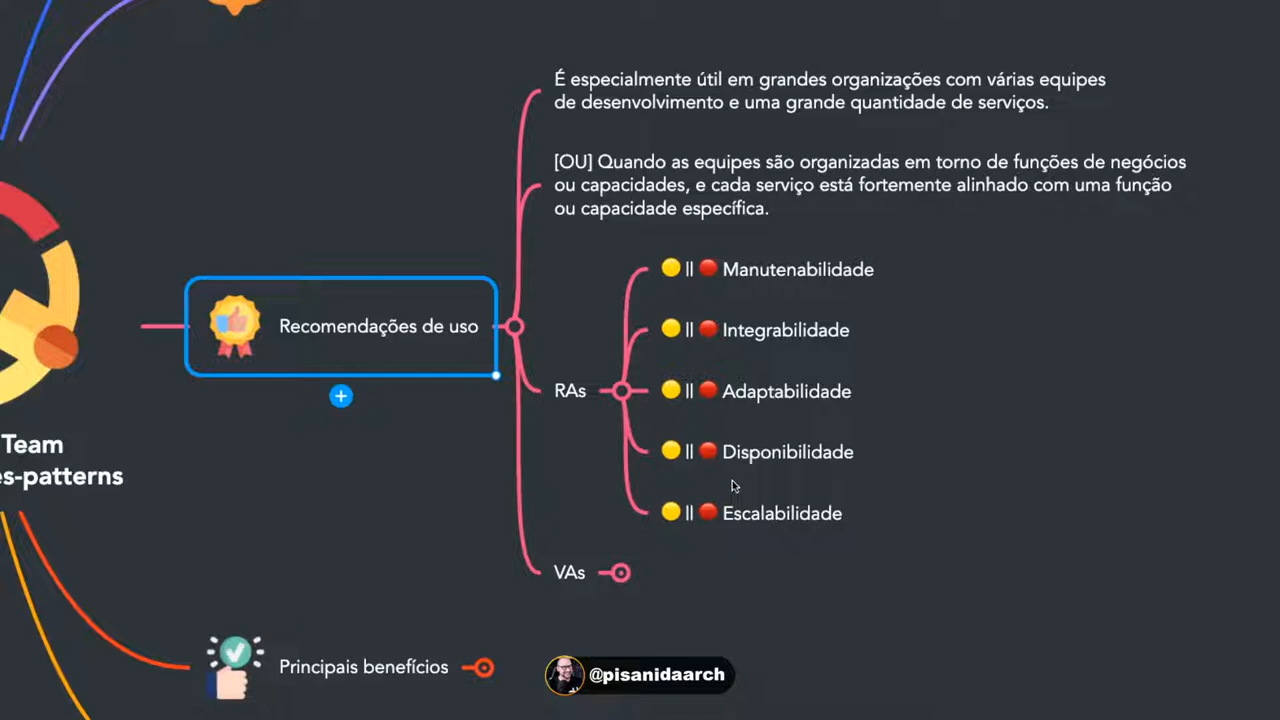 É especialmente útil em grandes organizações com várias equipes
de desenvolvimento e uma grande quantidade de serviços.
[OU] Quando as equipes são organizadas em torno de funções de negócios
ou capacidades, e cada serviço está fortemente alinhado com uma função
ou capacidade específica.
|| Manutenabilidade
|| Integrabilidade
Recomendações de uso
RAs
|| Adaptabilidade
|| Disponibilidade
|| Escalabilidade
VAs
Team
s-patterns
Principais benefícios
@pisanidaarch